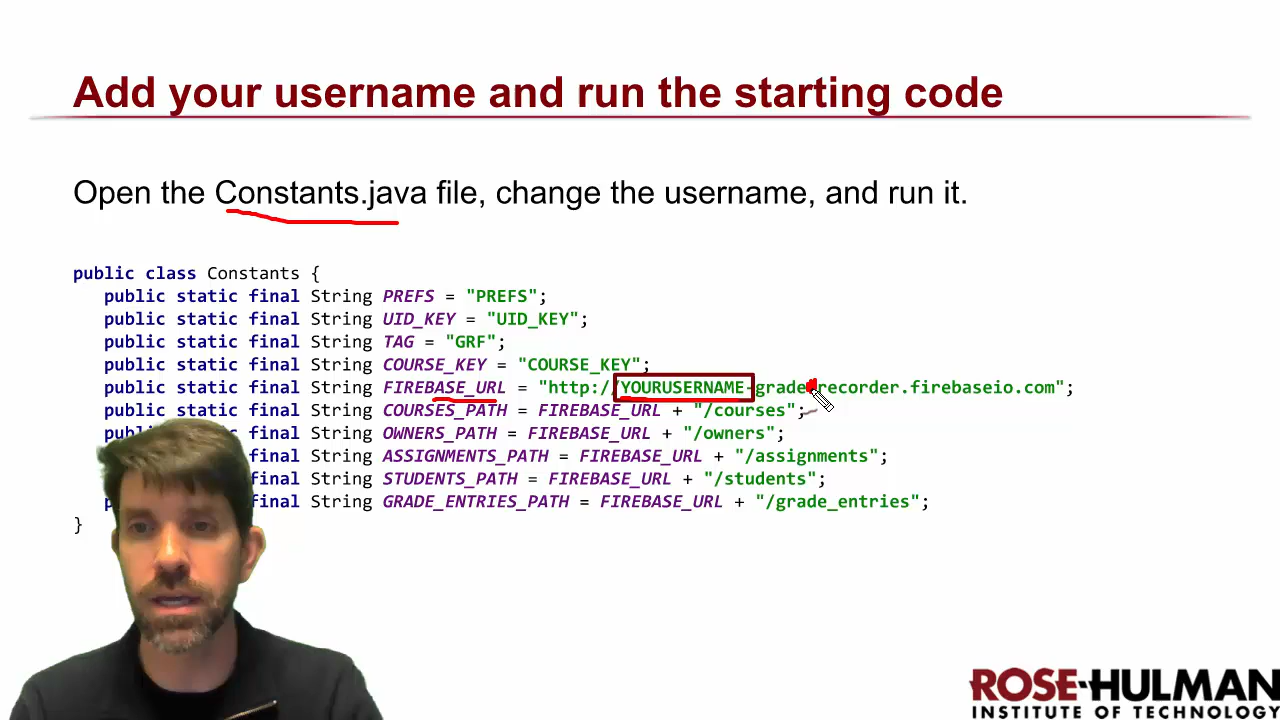 Add your username and run the starting code
Open the Constants.java file, change the username, and run it.
public class Constants {
public static final String PREFS = "PREFS";
public static final String UID_KEY = "UID_KEY";
public static final String TAG = "GRF";
public static final String COURSE_KEY = "COURSE_KEY";
public static final String FIREBASE_URL = "http://YOURUSERNAME-grade-recorder.firebaseio.com";
public static final String COURSES_PATH = FIREBASE_URL + "/courses";
public static final String OWNERS_PATH = FIREBASE_URL + "/owners";
final String ASSIGNMENTS_PATH = FIREBASE_URL + "/assignments";
final String STUDENTS_PATH = FIREBASE_URL + "/students";
final String GRADE_ENTRIES_PATH = FIREBASE_URL + "/grade_entries";
}
ROSE-HULMAN
INSTITUTE OF TECHNOLOGY